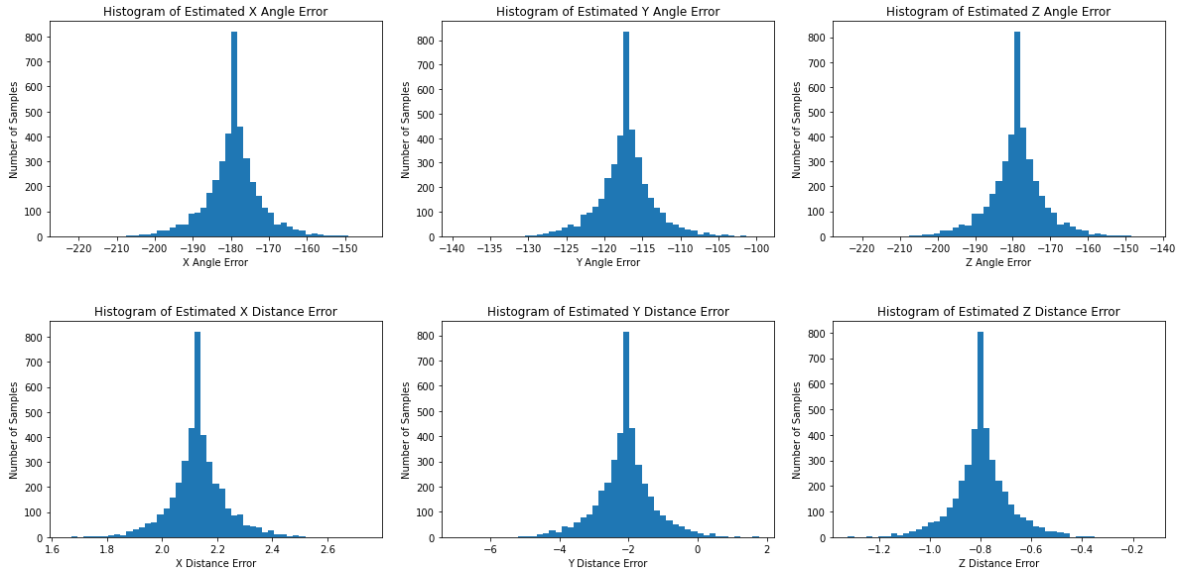 Histogram of Estimated X Angle Error
Number of Samples
800
700
600
500
400
300
200
100
0
−220 −210 −200 −190 −180 −170 −160 −150
X Angle Error
Histogram of Estimated Y Angle Error
Number of Samples
800
700
600
500
400
300
200
100
0
−140 −135 −130 −125 −120 −115 −110 −105 −100
Y Angle Error
Histogram of Estimated Z Angle Error
Number of Samples
800
700
600
500
400
300
200
100
0
−220 −210 −200 −190 −180 −170 −160 −150 −140
Z Angle Error
Histogram of Estimated X Distance Error
Number of Samples
800
700
600
500
400
300
200
100
0
1.6 1.8 2.0 2.2 2.4 2.6
X Distance Error
Histogram of Estimated Y Distance Error
Number of Samples
800
700
600
500
400
300
200
100
0
−6 −4 −2 0 2
Y Distance Error
Histogram of Estimated Z Distance Error
Number of Samples
800
700
600
500
400
300
200
100
0
−1.2 −1.0 −0.8 −0.6 −0.4 −0.2
Z Distance Error